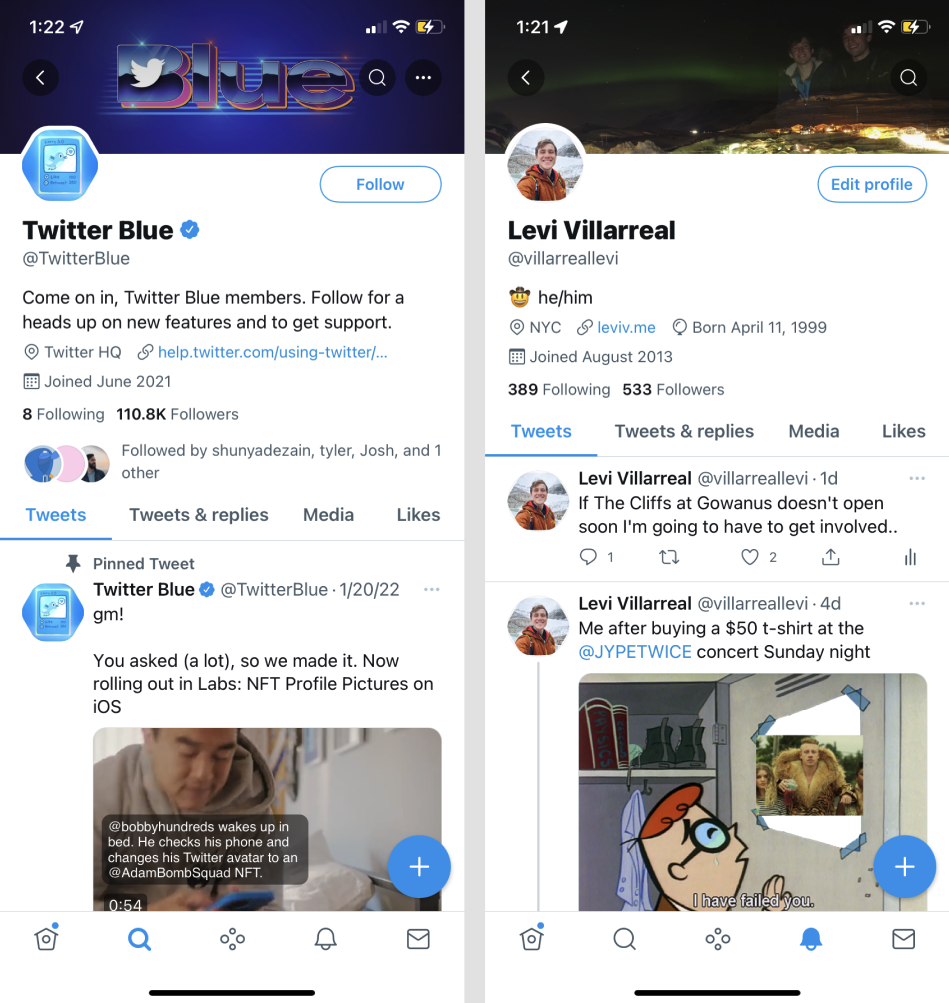 1:22
Blue
Follow
Twitter Blue
@TwitterBlue
Come on in, Twitter Blue members. Follow for a
heads up on new features and to get support.
Twitter HQ help.twitter.com/using-twitter/...
Joined June 2021
8 Following 110.8K Followers
Followed by shunyadezain, tyler, Josh, and 1
other
Tweets Tweets & replies Media Likes
Pinned Tweet
Twitter Blue @TwitterBlue · 1/20/22
gm!
You asked (a lot), so we made it. Now
rolling out in Labs: NFT Profile Pictures on
iOS
@bobbyhundreds wakes up in
bed. He checks his phone and
changes his Twitter avatar to an
@AdamBombSquad NFT.
0:54
1:21
Edit profile
Levi Villarreal
@villarreallevi
🤠 he/him
NYC leviv.me Born April 11, 1999
Joined August 2013
389 Following 533 Followers
Tweets Tweets & replies Media Likes
Levi Villarreal @villarreallevi · 1d
If The Cliffs at Gowanus doesn't open
soon I'm going to have to get involved..
1 2
Levi Villarreal @villarreallevi · 4d
Me after buying a $50 t-shirt at the
@JYPETWICE concert Sunday night
PHYSICS
I have failed you.